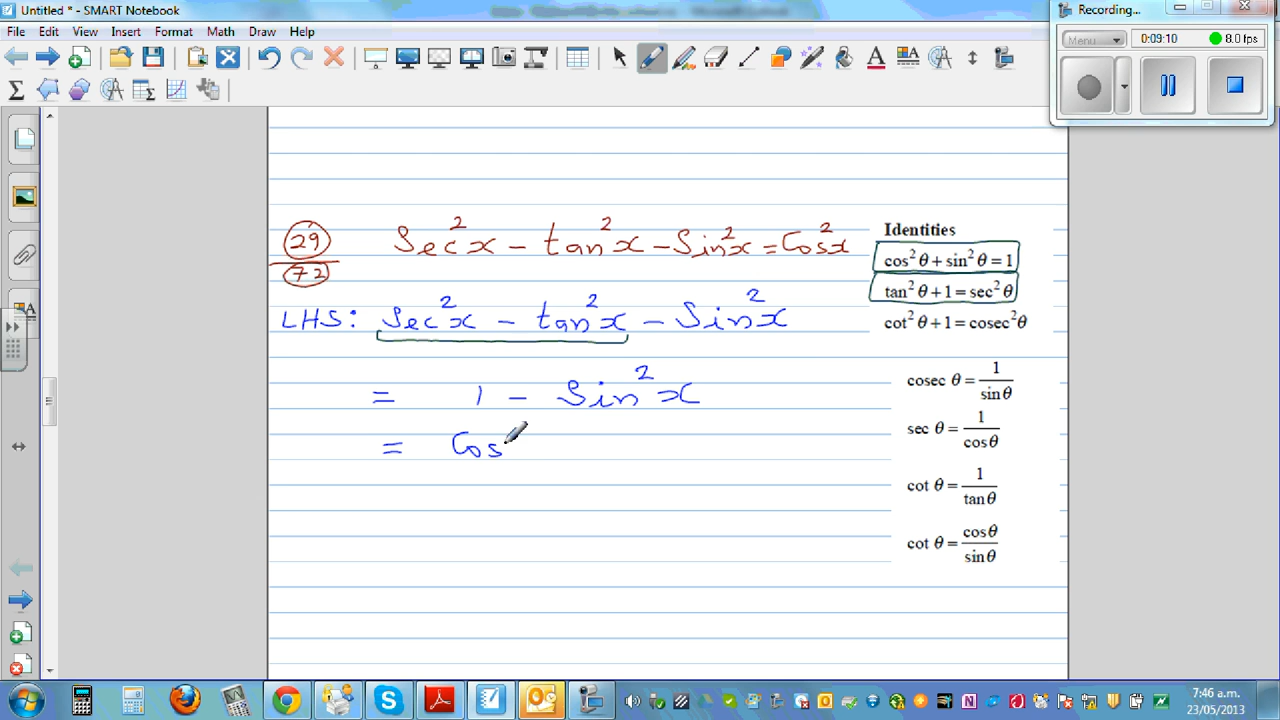 Untitled * - SMART Notebook
Recording...
File Edit View Insert Format Math Draw Help
Menu
0:09:10
8.0 fps
29
72
Sec²x - tan²x - Sin²x = Cos²x
LHS: Sec²x - tan²x - Sin²x
= 1 - Sin²x
= Cos
Identities
cos²θ + sin²θ = 1
tan²θ + 1 = sec²θ
cot²θ + 1 = cosec²θ
cosec θ = 1/sinθ
sec θ = 1/cosθ
cot θ = 1/tanθ
cot θ = cosθ/sinθ
7:46 a.m.
23/05/2013